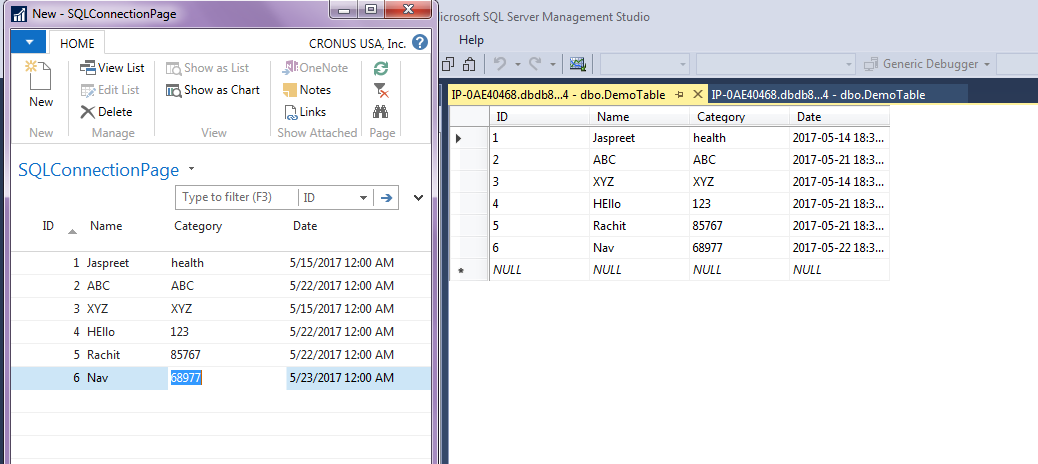 New - SQLConnectionPage
HOME
CRONUS USA, Inc.
New
View List
Edit List
Delete
Show as List
Show as Chart
OneNote
Notes
Links
New
Manage
View
Show Attached
Page
SQLConnectionPage
Type to filter (F3)
ID
ID Name Category Date
1 Jaspreet health 5/15/2017 12:00 AM
2 ABC ABC 5/22/2017 12:00 AM
3 XYZ XYZ 5/15/2017 12:00 AM
4 HEllo 123 5/22/2017 12:00 AM
5 Rachit 85767 5/22/2017 12:00 AM
6 Nav 68977 5/23/2017 12:00 AM
Microsoft SQL Server Management Studio
Help
Generic Debugger
IP-0AE40468.dbdb8...4 - dbo.DemoTable
IP-0AE40468.dbdb8...4 - dbo.DemoTable
ID Name Category Date
1 Jaspreet health 2017-05-14 18:3...
2 ABC ABC 2017-05-21 18:3...
3 XYZ XYZ 2017-05-14 18:3...
4 HEllo 123 2017-05-21 18:3...
5 Rachit 85767 2017-05-21 18:3...
6 Nav 68977 2017-05-22 18:3...
NULL NULL NULL NULL